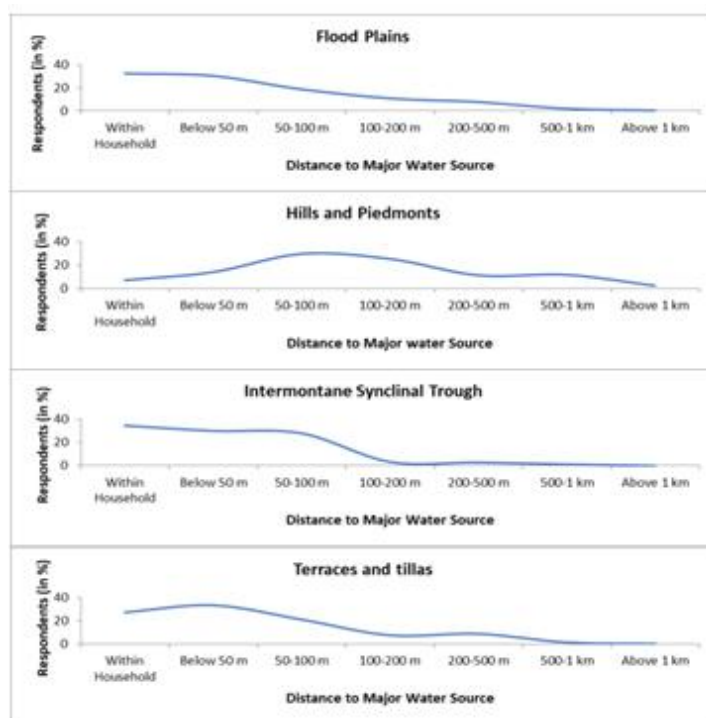 Flood Plains
Respondents (in %)
40
20
0
Within Household
Below 50 m
50-100 m
100-200 m
200-500 m
500-1 km
Above 1 km
Distance to Major Water Source
Hills and Piedmonts
Respondents (in %)
40
20
0
Within Household
Below 50 m
50-100 m
100-200 m
200-500 m
500-1 km
Above 1 km
Distance to Major water Source
Intermontane Synclinal Trough
Respondents (in %)
40
20
0
Within Household
Below 50 m
50-100 m
100-200 m
200-500 m
500-1 km
Above 1 km
Distance to Major Water Source
Terraces and tillas
Respondents (in %)
40
20
0
Within Household
Below 50 m
50-100 m
100-200 m
200-500 m
500-1 km
Above 1 km
Distance to Major Water Source